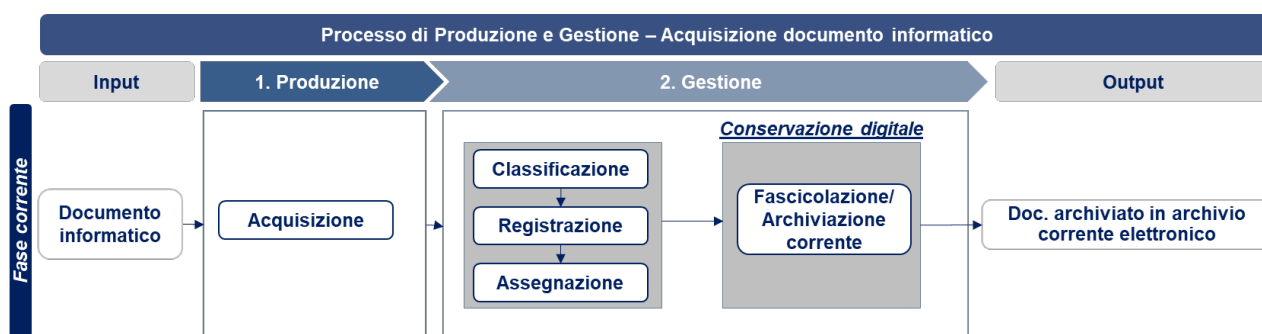 Processo di Produzione e Gestione – Acquisizione documento informatico
Input
1. Produzione
2. Gestione
Output
Fase corrente
Documento
informatico
Acquisizione
Classificazione
Registrazione
Assegnazione
Conservazione digitale
Fascicolazione/
Archiviazione
corrente
Doc. archiviato in archivio
corrente elettronico